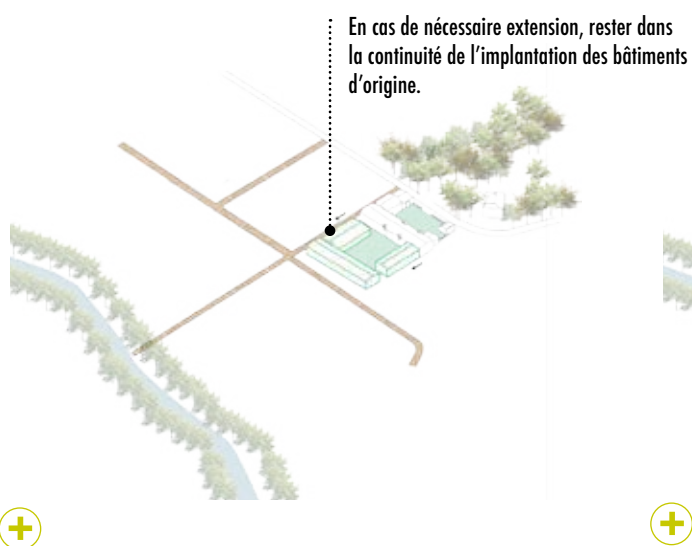 En cas de nécessaire extension, rester dans
la continuité de l’implantation des bâtiments
d’origine.